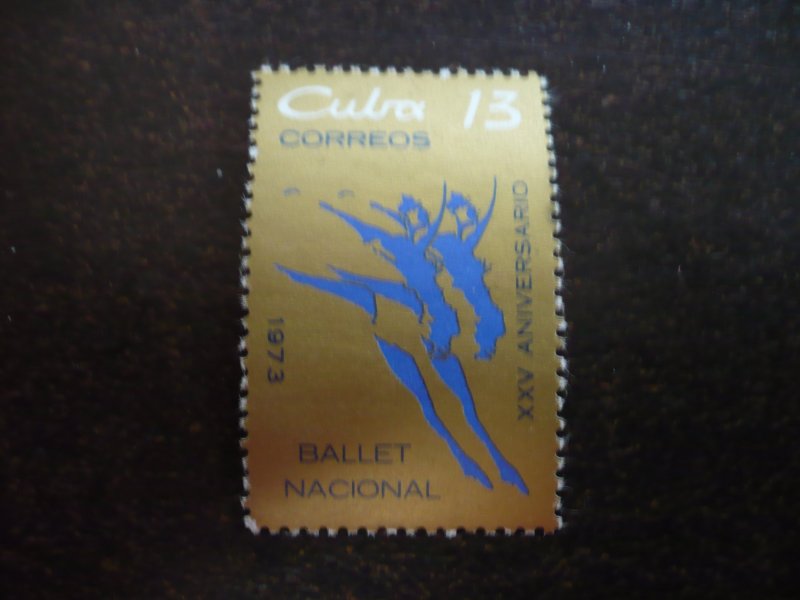 Cuba 13
CORREOS
XXV ANIVERSARIO
1973
BALLET
NACIONAL